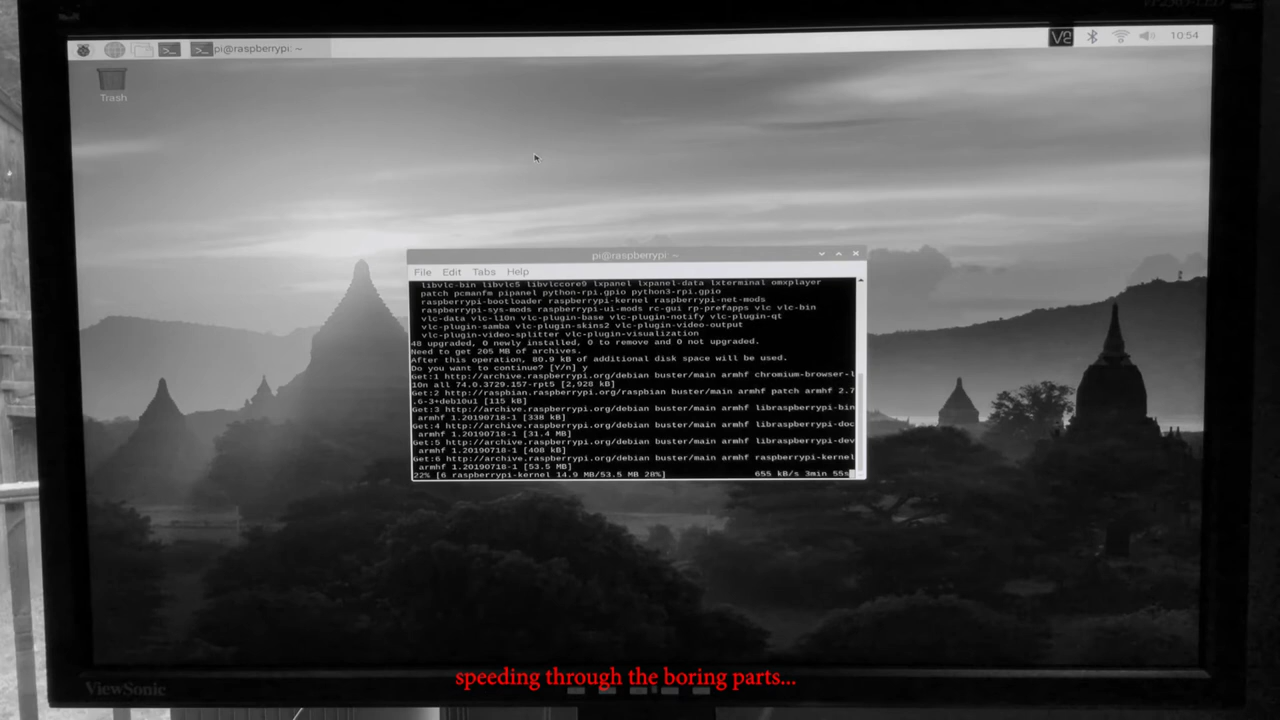 pi@raspberrypi: ~
10:54
Trash
pi@raspberrypi: ~
File Edit Tabs Help
libvlc-bin libvlc5 libvlccore9 lxpanel lxpanel-data lxterminal omxplayer
patch pcmanfm pipanel python-rpi.gpio python3-rpi.gpio
raspberrypi-bootloader raspberrypi-kernel raspberrypi-net-mods
raspberrypi-sys-mods raspberrypi-ui-mods rc-gui rp-prefapps vlc vlc-bin
vlc-data vlc-l10n vlc-plugin-base vlc-plugin-notify vlc-plugin-qt
vlc-plugin-samba vlc-plugin-skins2 vlc-plugin-video-output
vlc-plugin-video-splitter vlc-plugin-visualization
48 upgraded, 0 newly installed, 0 to remove and 0 not upgraded.
Need to get 205 MB of archives.
After this operation, 80.9 kB of additional disk space will be used.
Do you want to continue? [Y/n] y
Get:1 http://archive.raspberrypi.org/debian buster/main armhf chromium-browser-l
10n all 74.0.3729.157-rpt5 [2,928 kB]
Get:2 http://raspbian.raspberrypi.org/raspbian buster/main armhf patch armhf 2.7
.6-3+deb10u1 [115 kB]
Get:3 http://archive.raspberrypi.org/debian buster/main armhf libraspberrypi-bin
armhf 1.20190718-1 [338 kB]
Get:4 http://archive.raspberrypi.org/debian buster/main armhf libraspberrypi-doc
armhf 1.20190718-1 [31.4 MB]
Get:5 http://archive.raspberrypi.org/debian buster/main armhf libraspberrypi-dev
armhf 1.20190718-1 [408 kB]
Get:6 http://archive.raspberrypi.org/debian buster/main armhf raspberrypi-kernel
armhf 1.20190718-1 [53.5 MB]
22% [6 raspberrypi-kernel 14.9 MB/53.5 MB 28%] 655 kB/s 3min 55s
speeding through the boring parts...
ViewSonic